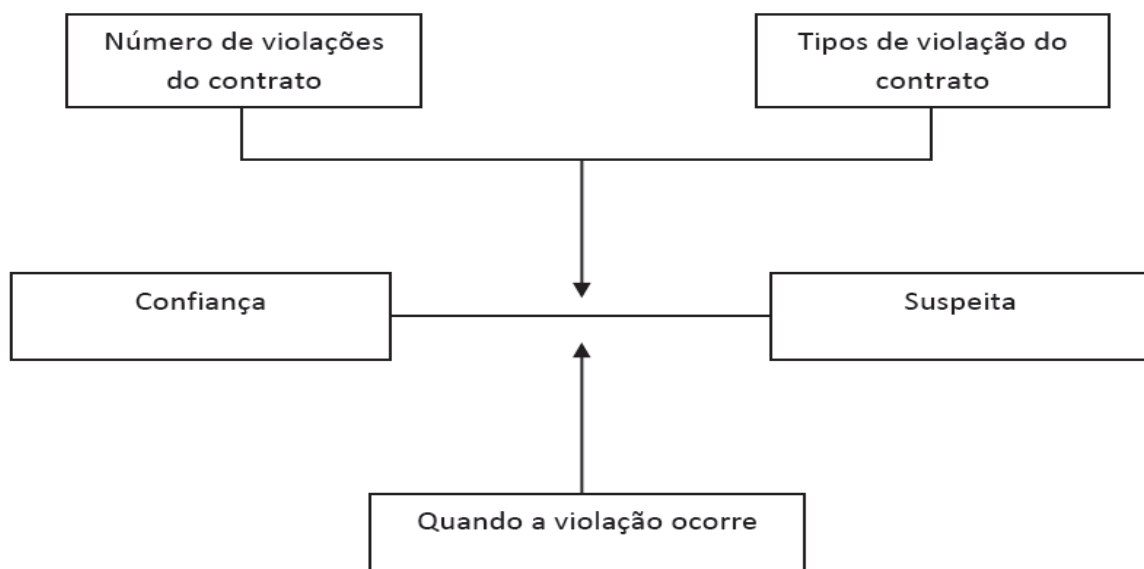 Número de violações
do contrato
Tipos de violação do
contrato
Confiança
Suspeita
Quando a violação ocorre